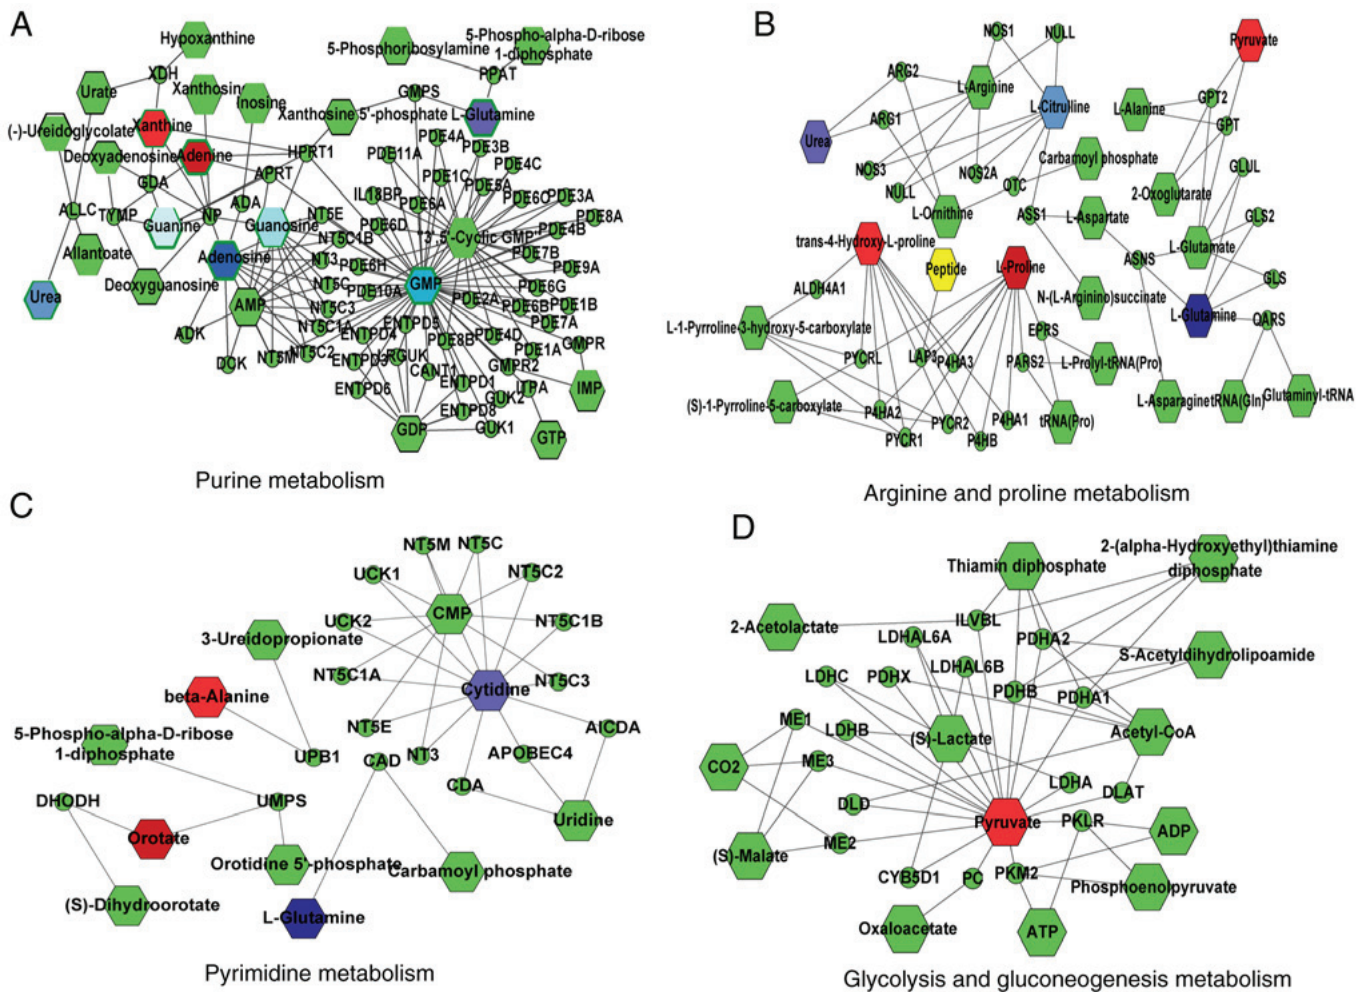 A
Hypoxanthine
5-Phosphoribosylamine
5-Phospho-alpha-D-ribose
1-diphosphate
XDH
PPAT
Urate
Xanthosine
Inosine
GMPS
Xanthosine 5'-phosphate
L-Glutamine
(-)-Ureidoglycolate
Xanthine
PDE4A
PDE3B
Deoxyadenosine
Adenine
HPRT1
PDE11A
PDE4C
GDA
APRT
PDE1C
PDE5A
IL18BP
PDE6A
PDE6C
PDE3A
ALLC
TYMP
NP
ADA
NT5E
PDE8A
Guanine
Guanosine
PDE6D
3',5'-Cyclic GMP
PDE4B
NT5C1B
PDE7B
Allantoate
Adenosine
NT3
PDE6H
PDE9A
Deoxyguanosine
NT5C
GMP
PDE6G
Urea
AMP
PDE10A
PDE2A
NT5C3
PDE6B
PDE1B
NT5C1A
ENTPD5
PDE7A
ADK
ENTPD4
PDE8B
PDE4D
NT5M
NT5C2
LRGUK
PDE1A
GMPR
DCK
ENTPD3
CANT1
GMPR2
ENTPD6
ENTPD1
ITPA
IMP
GUK2
ENTPD8
GDP
GUK1
GTP
Purine metabolism
B
NOS1
NULL
Pyruvate
ARG2
L-Arginine
L-Citrulline
L-Alanine
GPT2
ARG1
GPT
Urea
Carbamoyl phosphate
NOS3
NOS2A
GLUL
NULL
OTC
2-Oxoglutarate
L-Ornithine
ASS1
L-Aspartate
GLS2
trans-4-Hydroxy-L-proline
L-Glutamate
Peptide
L-Proline
ASNS
GLS
ALDH4A1
N-(L-Arginino)succinate
L-Glutamine
QARS
L-1-Pyrroline-3-hydroxy-5-carboxylate
EPRS
PYCRL
LAP3
P4HA3
PARS2
L-Prolyl-tRNA(Pro)
(S)-1-Pyrroline-5-carboxylate
P4HA2
PYCR2
P4HA1
tRNA(Pro)
L-Asparagine
tRNA(Gln)
Glutaminyl-tRNA
PYCR1
P4HB
Arginine and proline metabolism
C
NT5M
NT5C
UCK1
NT5C2
CMP
UCK2
NT5C1B
3-Ureidopropionate
NT5C1A
Cytidine
NT5C3
beta-Alanine
NT5E
AICDA
5-Phospho-alpha-D-ribose
1-diphosphate
UPB1
CAD
NT3
APOBEC4
CDA
DHODH
UMPS
Orotate
Uridine
Orotidine 5'-phosphate
Carbamoyl phosphate
(S)-Dihydroorotate
L-Glutamine
Pyrimidine metabolism
D
2-(alpha-Hydroxyethyl)thiamine
Thiamin diphosphate
diphosphate
2-Acetolactate
ILVBL
LDHAL6A
PDHA2
S-Acetyldihydrolipoamide
LDHAL6B
LDHC
PDHX
PDHB
PDHA1
ME1
LDHB
(S)-Lactate
Acetyl-CoA
CO2
ME3
LDHA
DLAT
DLD
Pyruvate
PKLR
ADP
(S)-Malate
ME2
CYB5D1
PC
PKM2
Phosphoenolpyruvate
Oxaloacetate
ATP
Glycolysis and gluconeogenesis metabolism